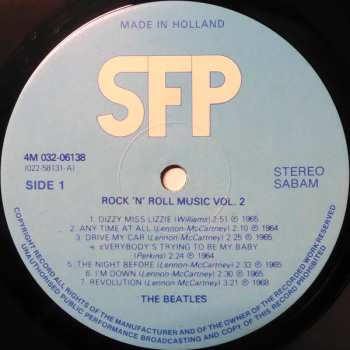 MADE IN HOLLAND
SFP
4M 032-06138
(022-58131-A)
SIDE 1
STEREO
SABAM
ROCK 'N' ROLL MUSIC VOL. 2
1. DIZZY MISS LIZZIE (Williams) 2:51 ℗ 1965
2. ANY TIME AT ALL (Lennon-McCartney) 2:10 ℗ 1964
3. DRIVE MY CAR (Lennon-McCartney) 2:25 ℗ 1965
4. EVERYBODY'S TRYING TO BE MY BABY
(Perkins) 2:24 ℗ 1964
5. THE NIGHT BEFORE (Lennon-McCartney) 2:33 ℗ 1965
6. I'M DOWN (Lennon-McCartney) 2:30 ℗ 1965
7. REVOLUTION (Lennon-McCartney) 3:21 ℗ 1968
THE BEATLES
COPYRIGHT RECORD ALL RIGHTS OF THE MANUFACTURER AND OF THE OWNER OF THE RECORDED WORK RESERVED
UNAUTHORISED PUBLIC PERFORMANCE BROADCASTING AND COPY OF THIS RECORD PROHIBITED